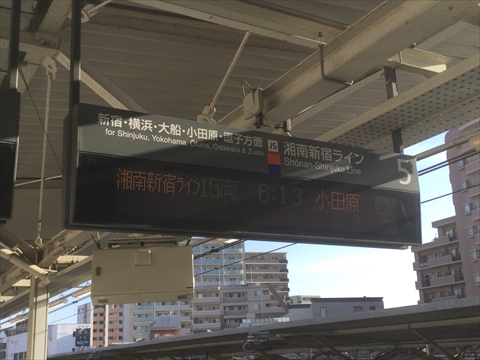 新宿・横浜・大船・小田原・逗子方面
for Shinjuku, Yokohama, Ofuna, Odawara & Zushi
JS 湘南新宿ライン
Shōnan-Shinjuku Line
5
湘南新宿ライン 15両 6:13 小田原